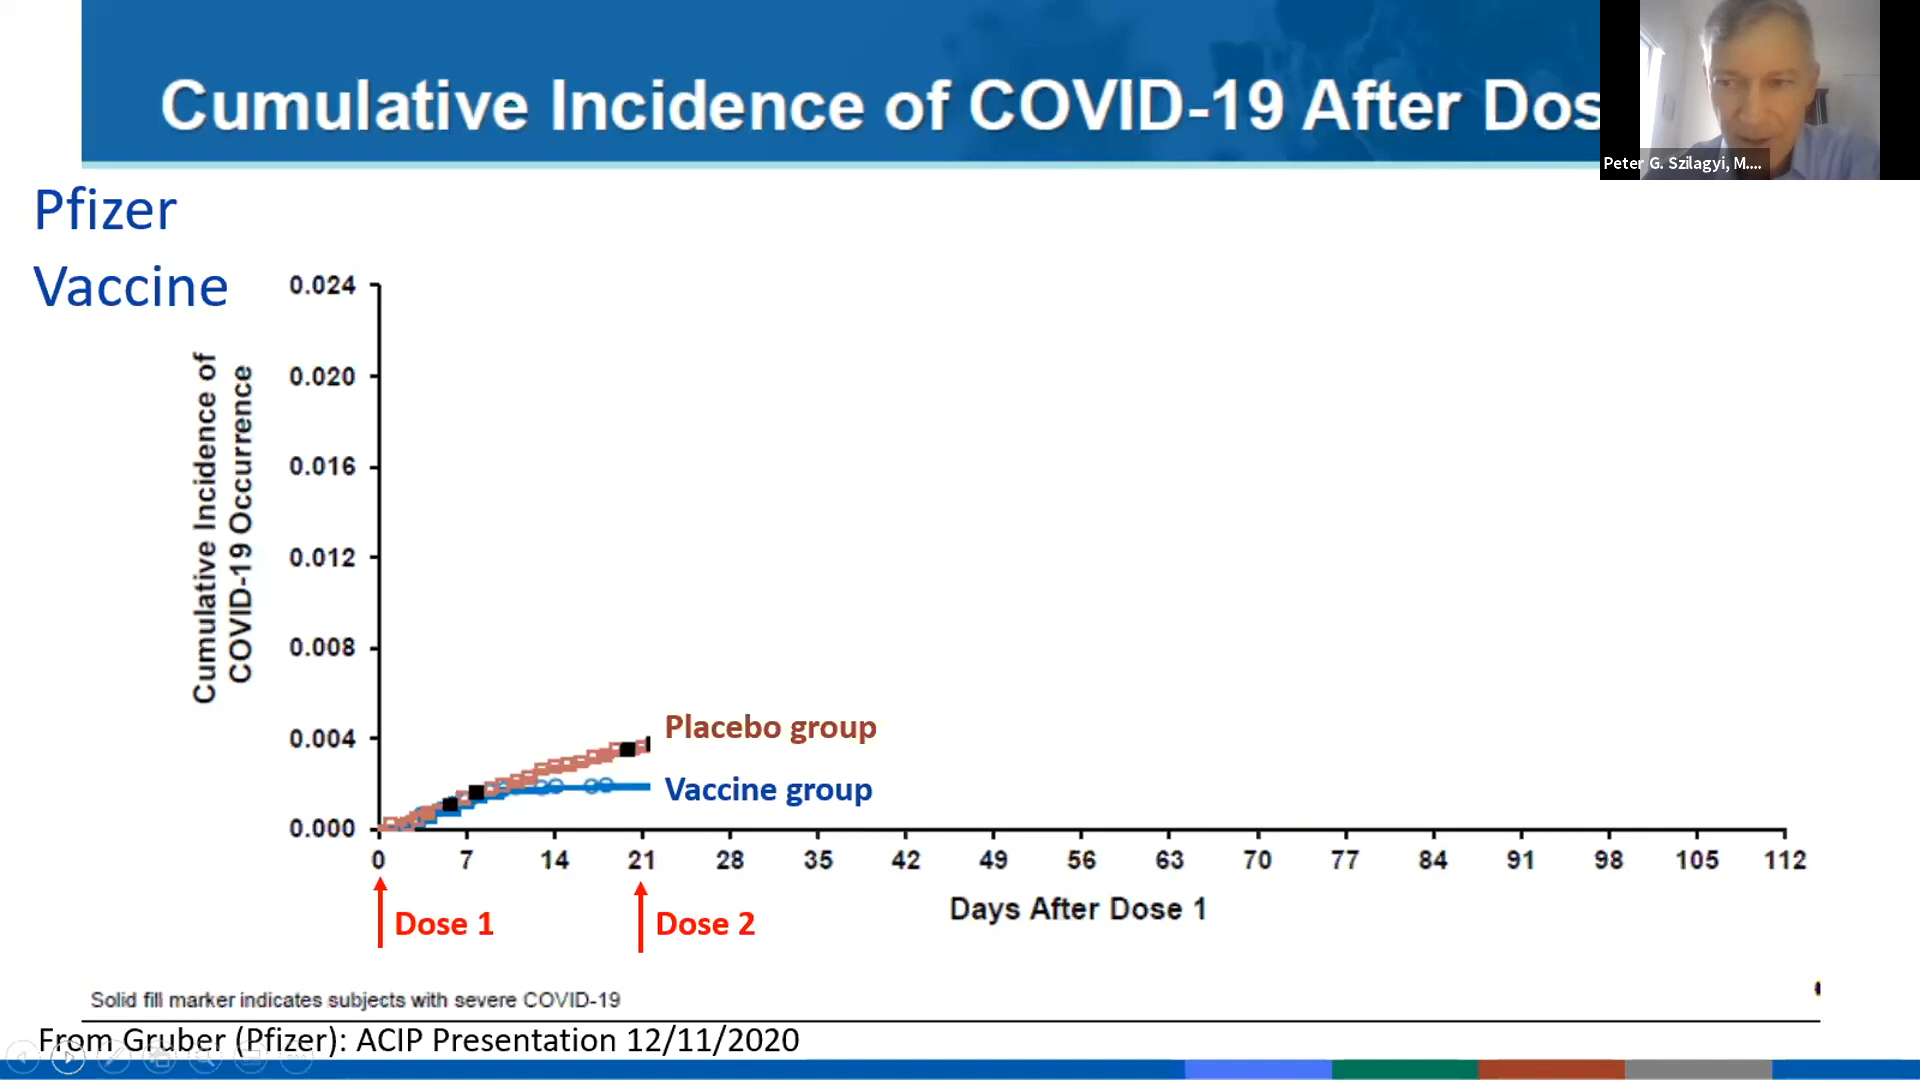 Cumulative Incidence of COVID-19 After Dos
Peter G. Szilagyi, M....
Pfizer
Vaccine
Cumulative Incidence of
COVID-19 Occurrence
0.024
0.020
0.016
0.012
0.008
0.004
0.000
Placebo group
Vaccine group
0 7 14 21 28 35 42 49 56 63 70 77 84 91 98 105 112
Dose 1
Dose 2
Days After Dose 1
Solid fill marker indicates subjects with severe COVID-19
From Gruber (Pfizer): ACIP Presentation 12/11/2020